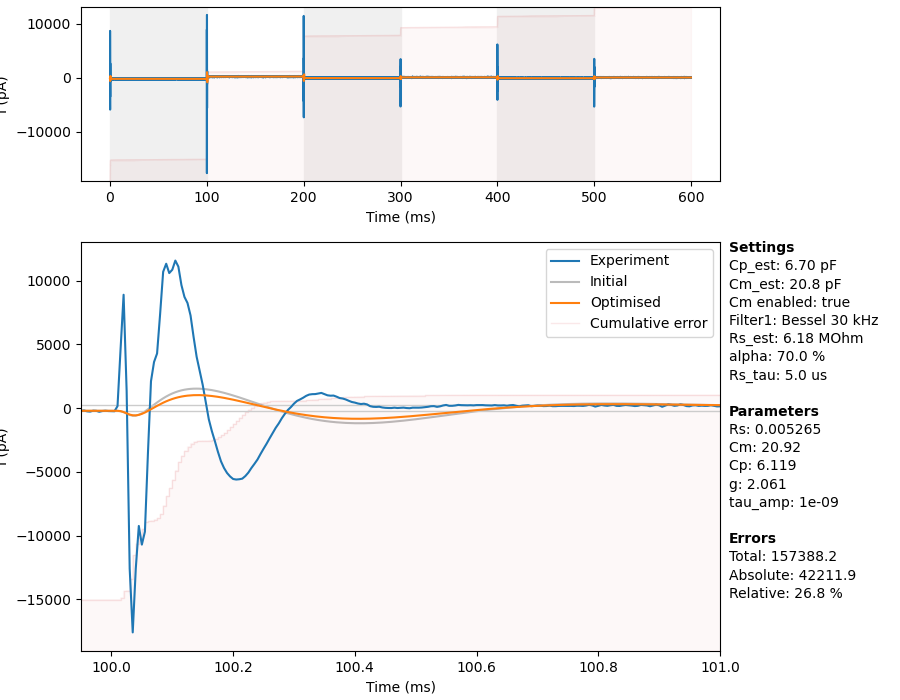 10000
0
−10000
I (pA)
0
100
200
300
400
500
600
Time (ms)
10000
5000
0
−5000
−10000
−15000
I (pA)
100.0
100.2
100.4
100.6
100.8
101.0
Time (ms)
Experiment
Initial
Optimised
Cumulative error
Settings
Cp_est: 6.70 pF
Cm_est: 20.8 pF
Cm enabled: true
Filter1: Bessel 30 kHz
Rs_est: 6.18 MOhm
alpha: 70.0 %
Rs_tau: 5.0 us
Parameters
Rs: 0.005265
Cm: 20.92
Cp: 6.119
g: 2.061
tau_amp: 1e-09
Errors
Total: 157388.2
Absolute: 42211.9
Relative: 26.8 %